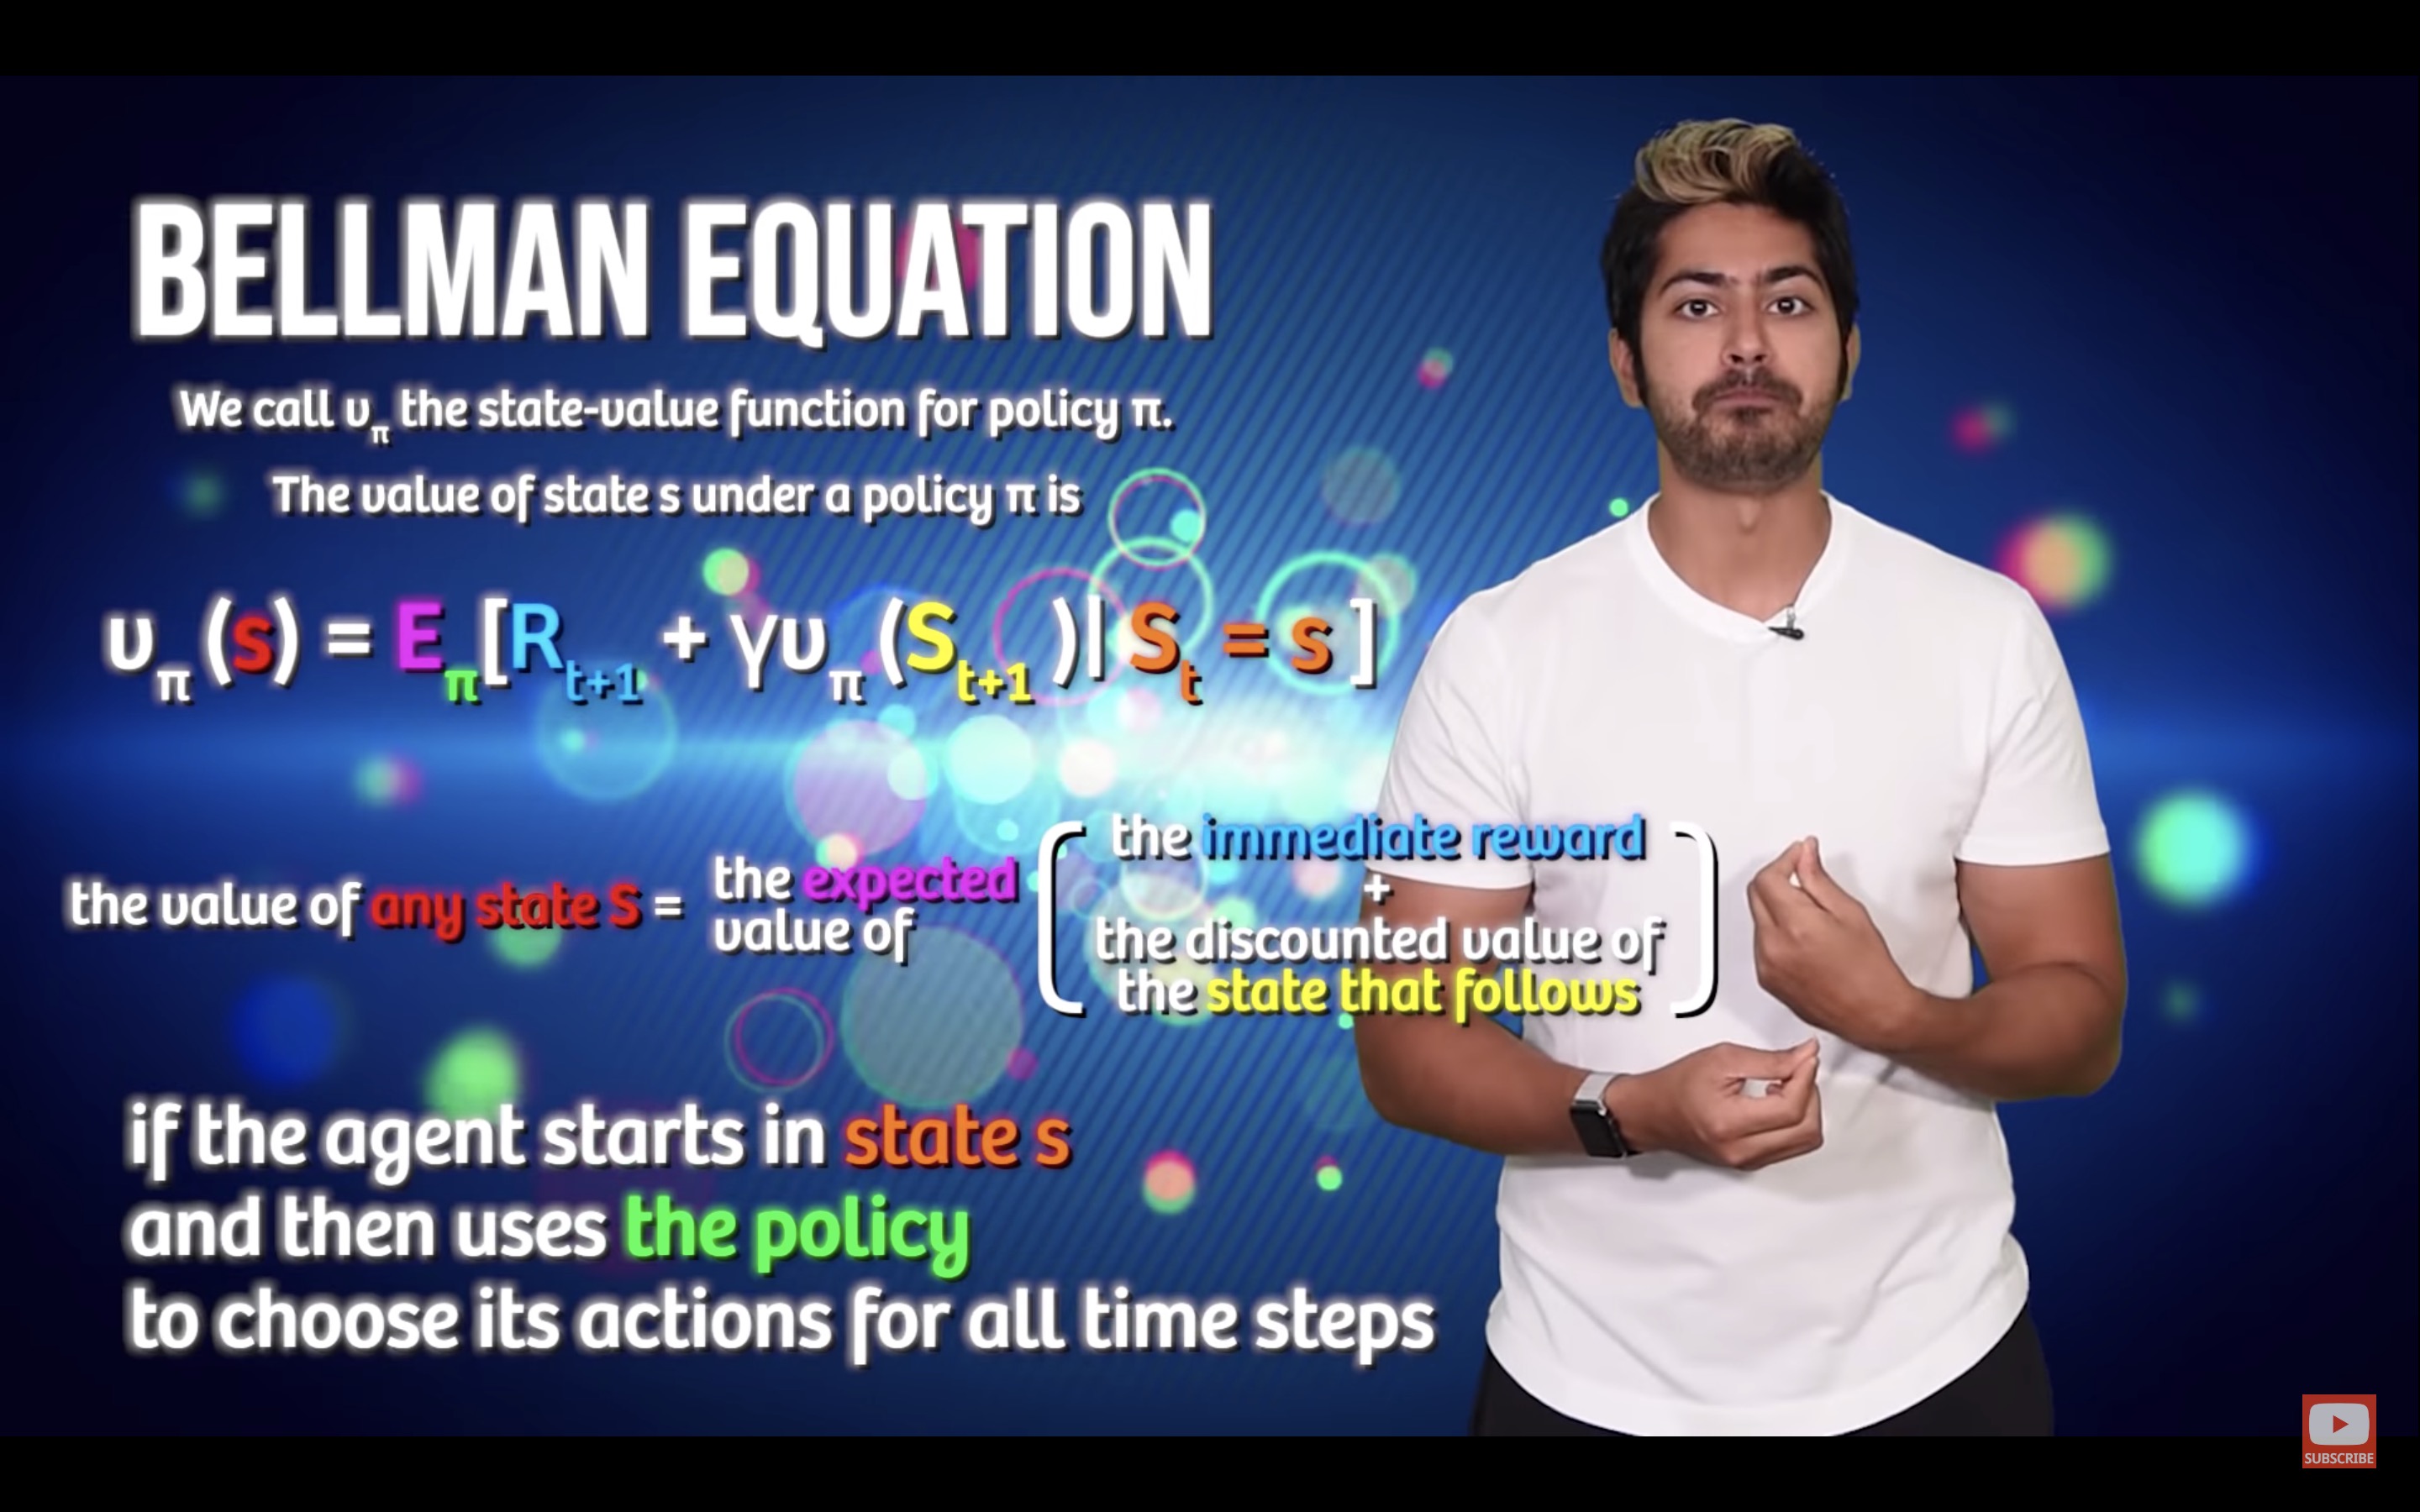 BELLMAN EQUATION
We call υπ the state-value function for policy π.
The value of state s under a policy π is
υπ(s) = Eπ[Rt+1 + γυπ(St+1)| St = s]
the immediate reward
+
the value of any state S = the expected value of
the discounted value of
the state that follows
if the agent starts in state s
and then uses the policy
to choose its actions for all time steps
SUBSCRIBE